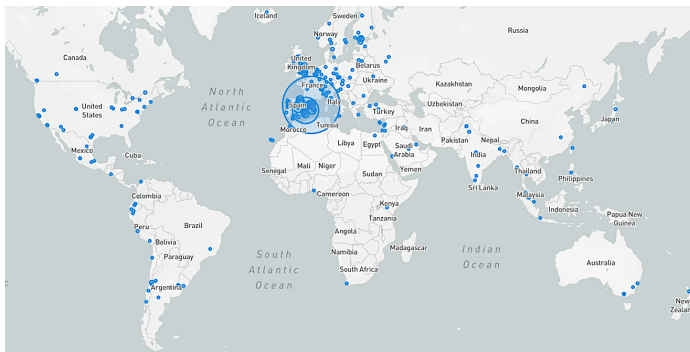 Iceland
Sweden
Norway
Russia
Canada
United
Kingdom
Belarus
North
Atlantic
Ocean
France
Ukraine
Kazakhstan
Mongolia
United
States
Spain
Italy
Uzbekistan
Turkey
China
Japan
Morocco
Tunisia
Iraq
Iran
Mexico
Cuba
Libya
Egypt
Saudi
Arabia
Pakistan
Nepal
India
Senegal
Mali
Niger
Sudan
Yemen
Thailand
Philippines
Colombia
Cameroon
Kenya
Sri Lanka
Malaysia
Indonesia
Papua New
Guinea
Peru
Brazil
Tanzania
Bolivia
Angola
South
Atlantic
Ocean
Namibia
Madagascar
Indian
Ocean
Paraguay
Australia
South Africa
Argentina
New